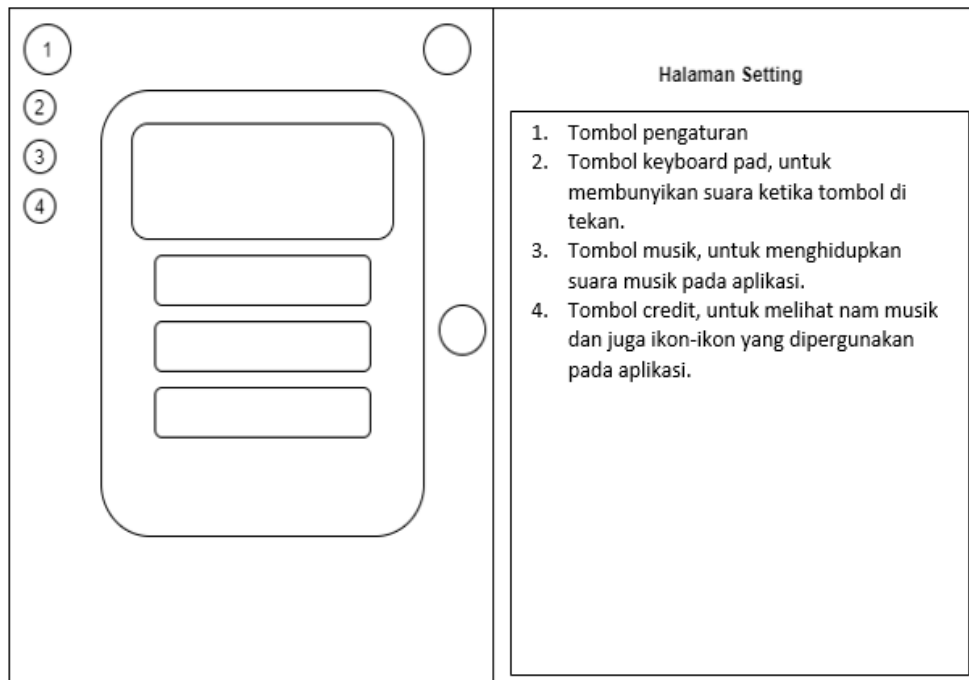 1
2
3
4
Halaman Setting
1. Tombol pengaturan
2. Tombol keyboard pad, untuk
membunyikan suara ketika tombol di
tekan.
3. Tombol musik, untuk menghidupkan
suara musik pada aplikasi.
4. Tombol credit, untuk melihat nam musik
dan juga ikon-ikon yang dipergunakan
pada aplikasi.